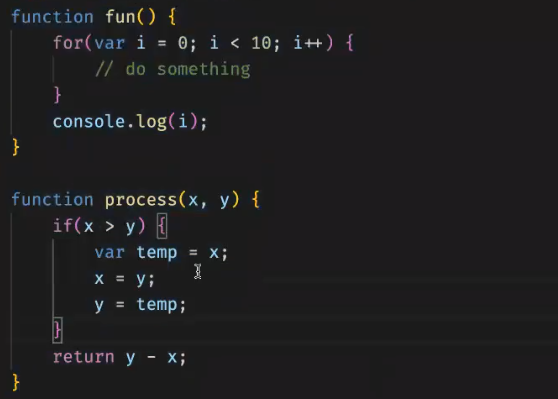 function fun() {
    for(var i = 0; i < 10; i++) {
        // do something
    }
    console.log(i);
}

function process(x, y) {
    if(x > y) {
        var temp = x;
        x = y;
        y = temp;
    }
    return y - x;
}